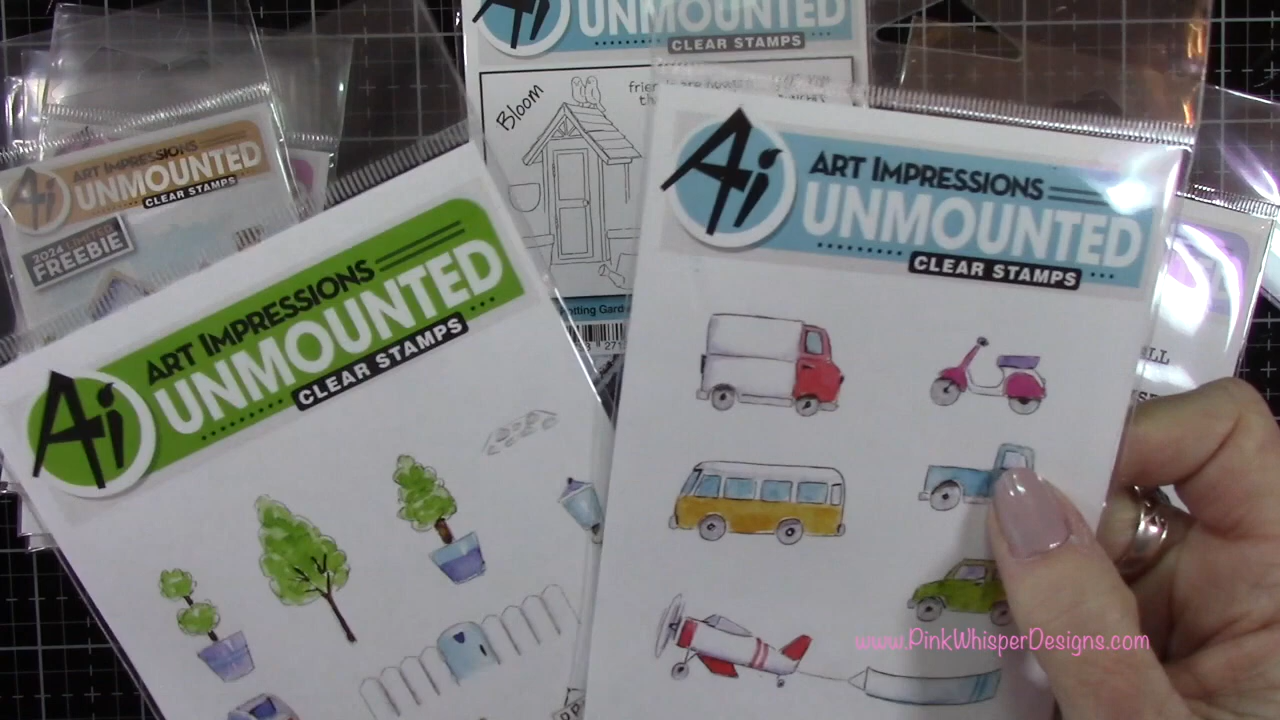 Ai
UNMOUNTED
CLEAR STAMPS
Bloom
Ai
ART IMPRESSIONS
UNMOUNTED
CLEAR STAMPS
2024 LIMITED
FREEBIE
Ai
ART IMPRESSIONS
UNMOUNTED
CLEAR STAMPS
Ai
ART IMPRESSIONS
UNMOUNTED
CLEAR STAMPS
www.PinkWhisperDesigns.com